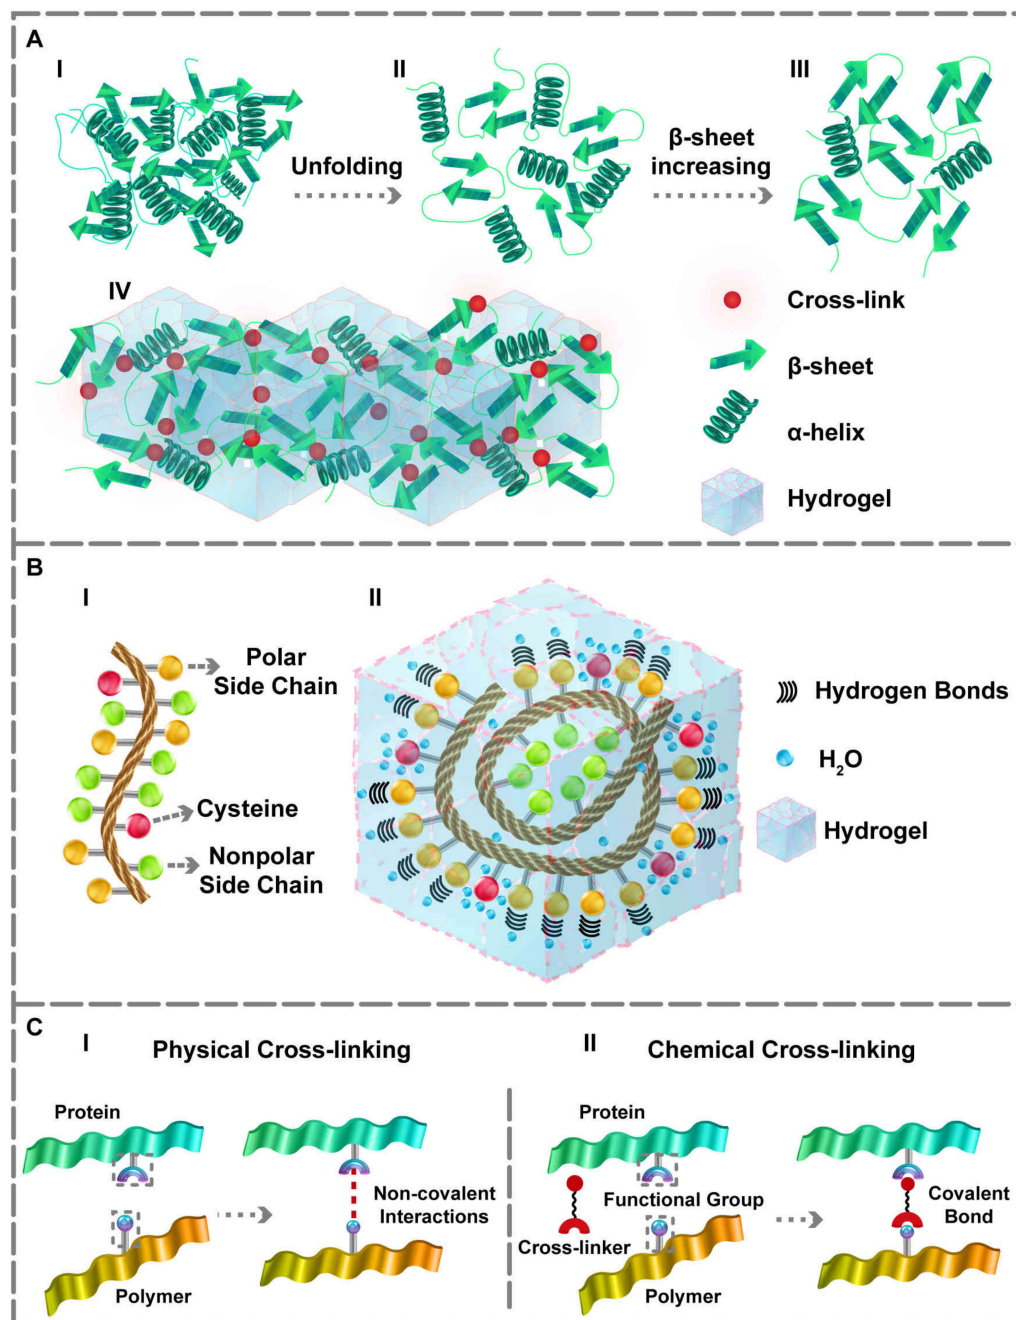 A
I
II
III
Unfolding
β-sheet
increasing
IV
Cross-link
β-sheet
α-helix
Hydrogel
B
I
II
Polar
Side Chain
Cysteine
Nonpolar
Side Chain
Hydrogen Bonds
H₂O
Hydrogel
C
I
Physical Cross-linking
II
Chemical Cross-linking
Protein
Non-covalent
Interactions
Polymer
Protein
Functional Group
Cross-linker
Polymer
Covalent
Bond